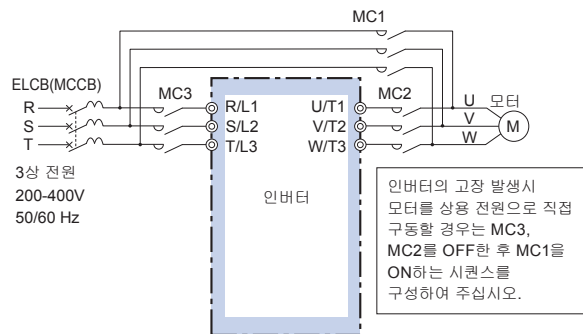 MC1
ELCB(MCCB)
MC3
MC2
R
S
T
R/L1
S/L2
T/L3
U/T1
V/T2
W/T3
U
V
W
모터
M
3상 전원
200-400V
50/60 Hz
인버터
인버터의 고장 발생시
모터를 상용 전원으로 직접
구동할 경우는 MC3,
MC2를 OFF한 후 MC1을
ON하는 시퀀스를
구성하여 주십시오.